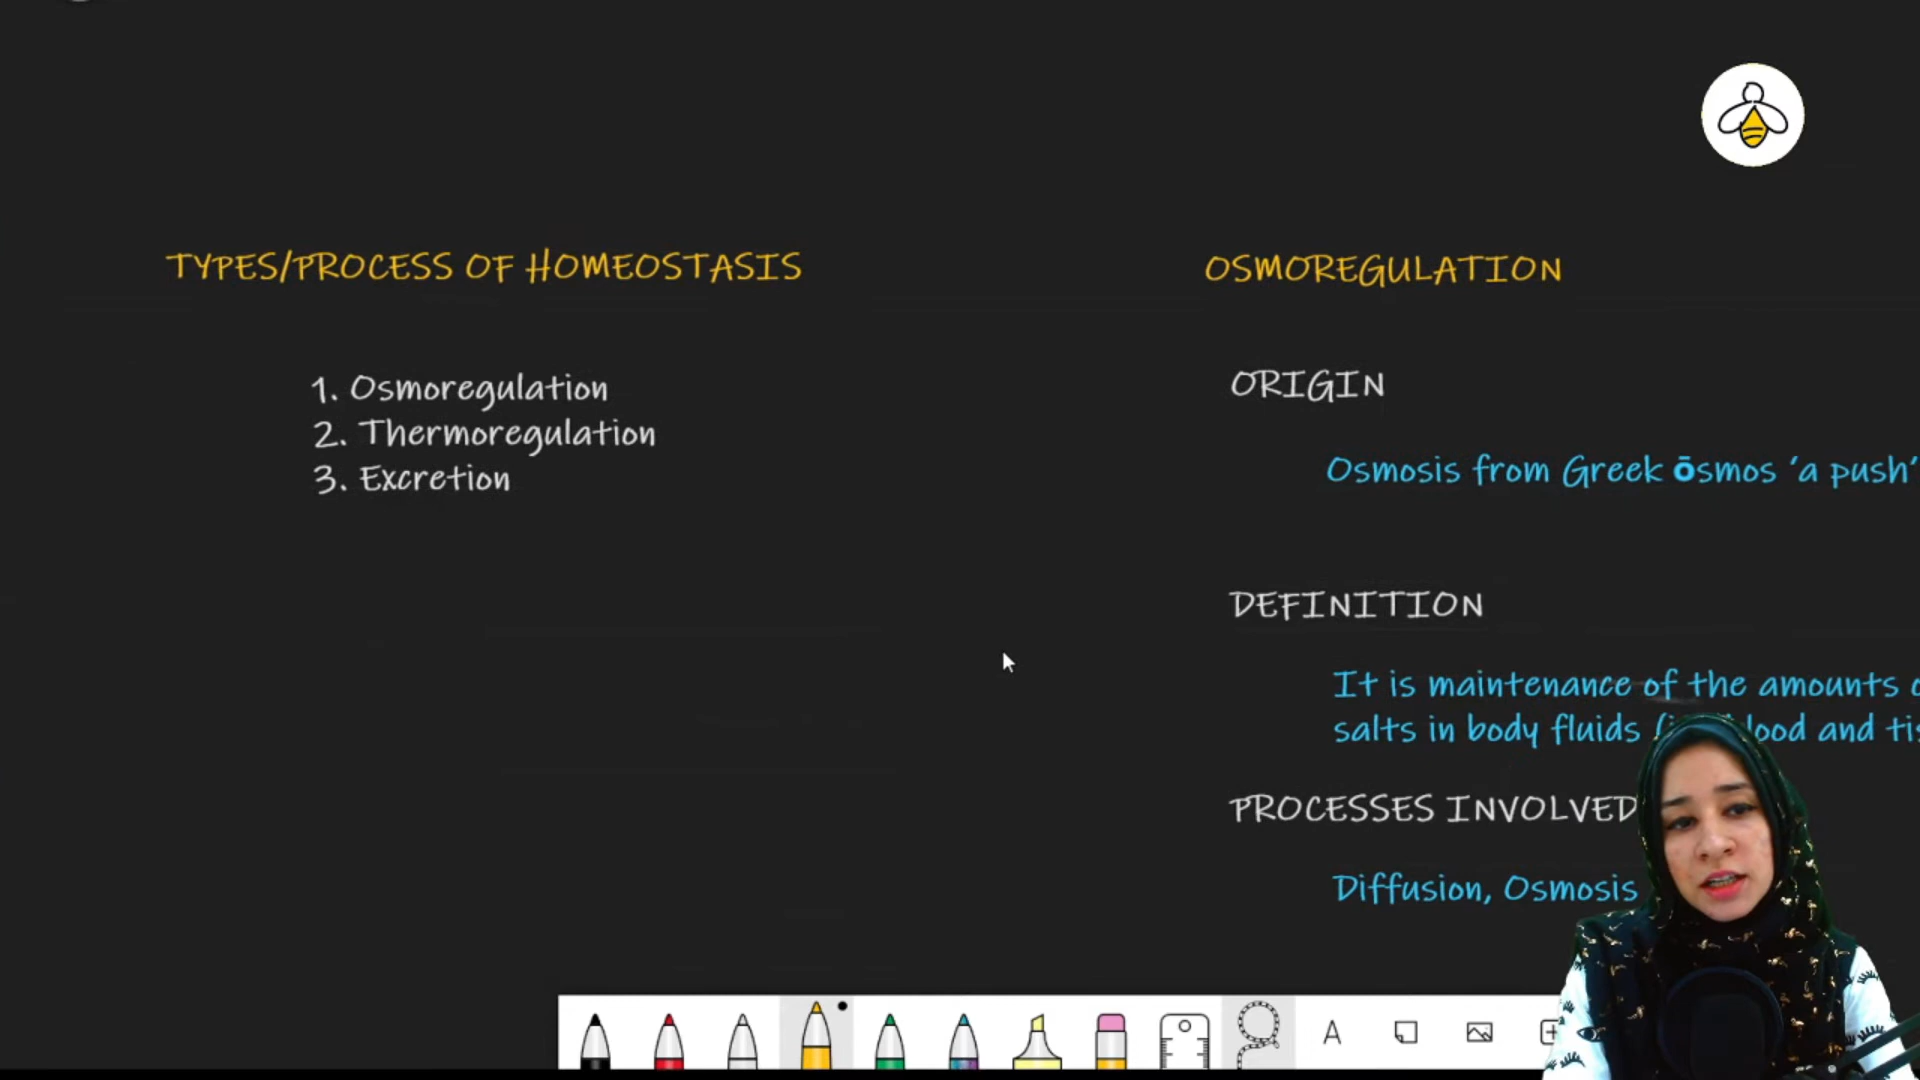 TYPES/PROCESS OF HOMEOSTASIS
1. Osmoregulation
2. Thermoregulation
3. Excretion
OSMOREGULATION
ORIGIN
Osmosis from Greek ōsmos 'a push'
DEFINITION
It is maintenance of the amounts
salts in body fluids and
PROCESSES INVOLVED
Diffusion, Osmosis
A